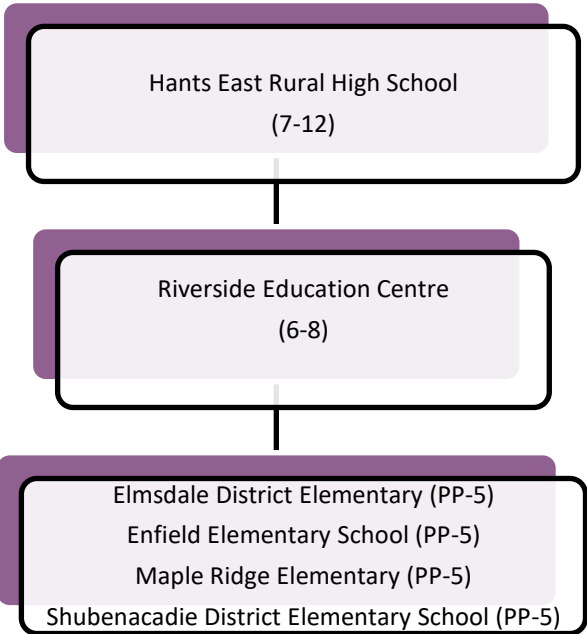 Hants East Rural High School
(7-12)
Riverside Education Centre
(6-8)
Elmsdale District Elementary (PP-5)
Enfield Elementary School (PP-5)
Maple Ridge Elementary (PP-5)
Shubenacadie District Elementary School (PP-5)